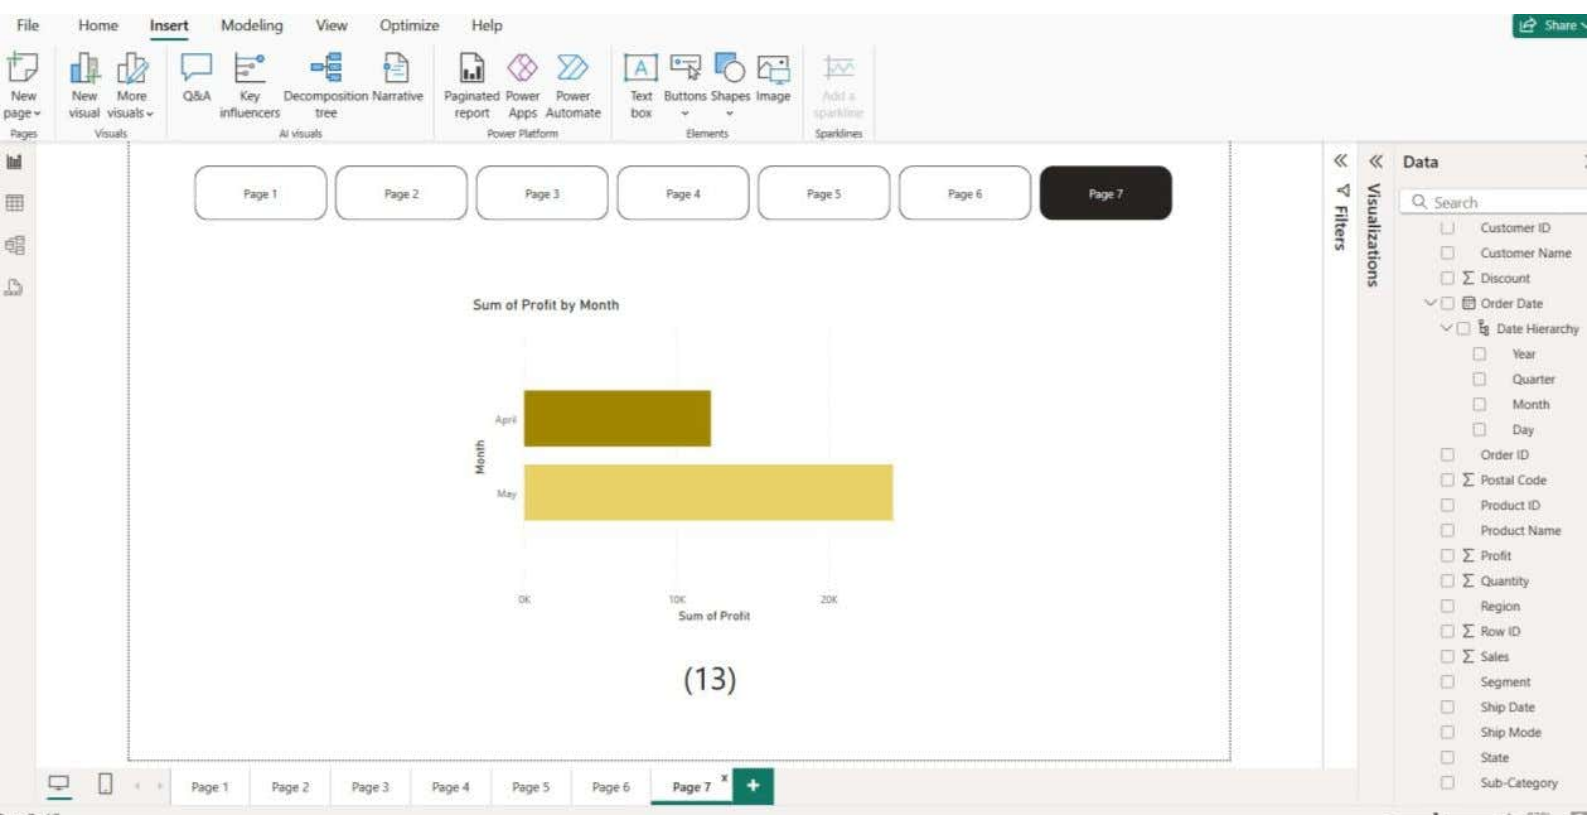 File Home Insert Modeling View Optimize Help Share
New page
New visual
More visuals
Q&A
Key influencers
Decomposition tree
Narrative
Paginated report
Power Apps
Power Automate
Text box
Buttons
Shapes
Image
Add a sparkline
Pages Visuals AI visuals Power Platform Elements Sparklines
Page 1 Page 2 Page 3 Page 4 Page 5 Page 6 Page 7
Sum of Profit by Month
Month
April
May
0K 10K 20K
Sum of Profit
(13)
Filters
Visualizations
Data
Search
Customer ID
Customer Name
Discount
Order Date
Date Hierarchy
Year
Quarter
Month
Day
Order ID
Postal Code
Product ID
Product Name
Profit
Quantity
Region
Row ID
Sales
Segment
Ship Date
Ship Mode
State
Sub-Category
Page 1 Page 2 Page 3 Page 4 Page 5 Page 6 Page 7